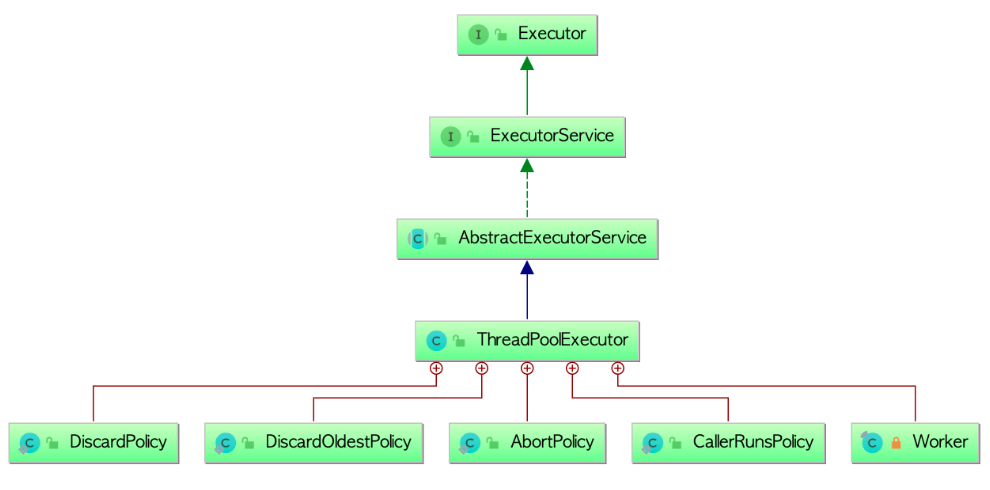 I Executor
I ExecutorService
C AbstractExecutorService
C ThreadPoolExecutor
C DiscardPolicy
C DiscardOldestPolicy
C AbortPolicy
C CallerRunsPolicy
C Worker